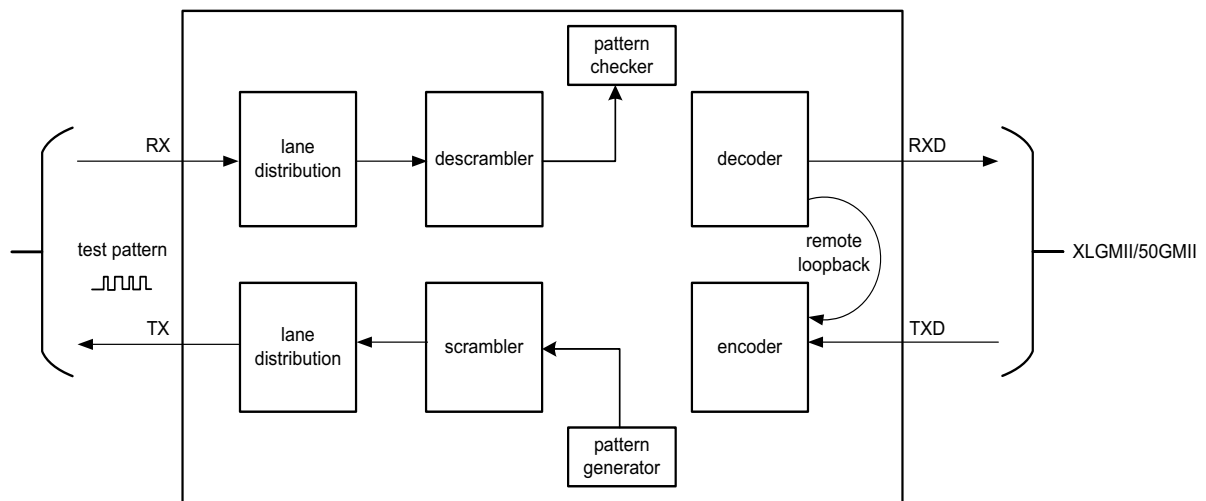 pattern
checker
RX
lane
distribution
descrambler
decoder
RXD
test pattern
remote
loopback
XLGMII/50GMII
TX
lane
distribution
scrambler
encoder
TXD
pattern
generator